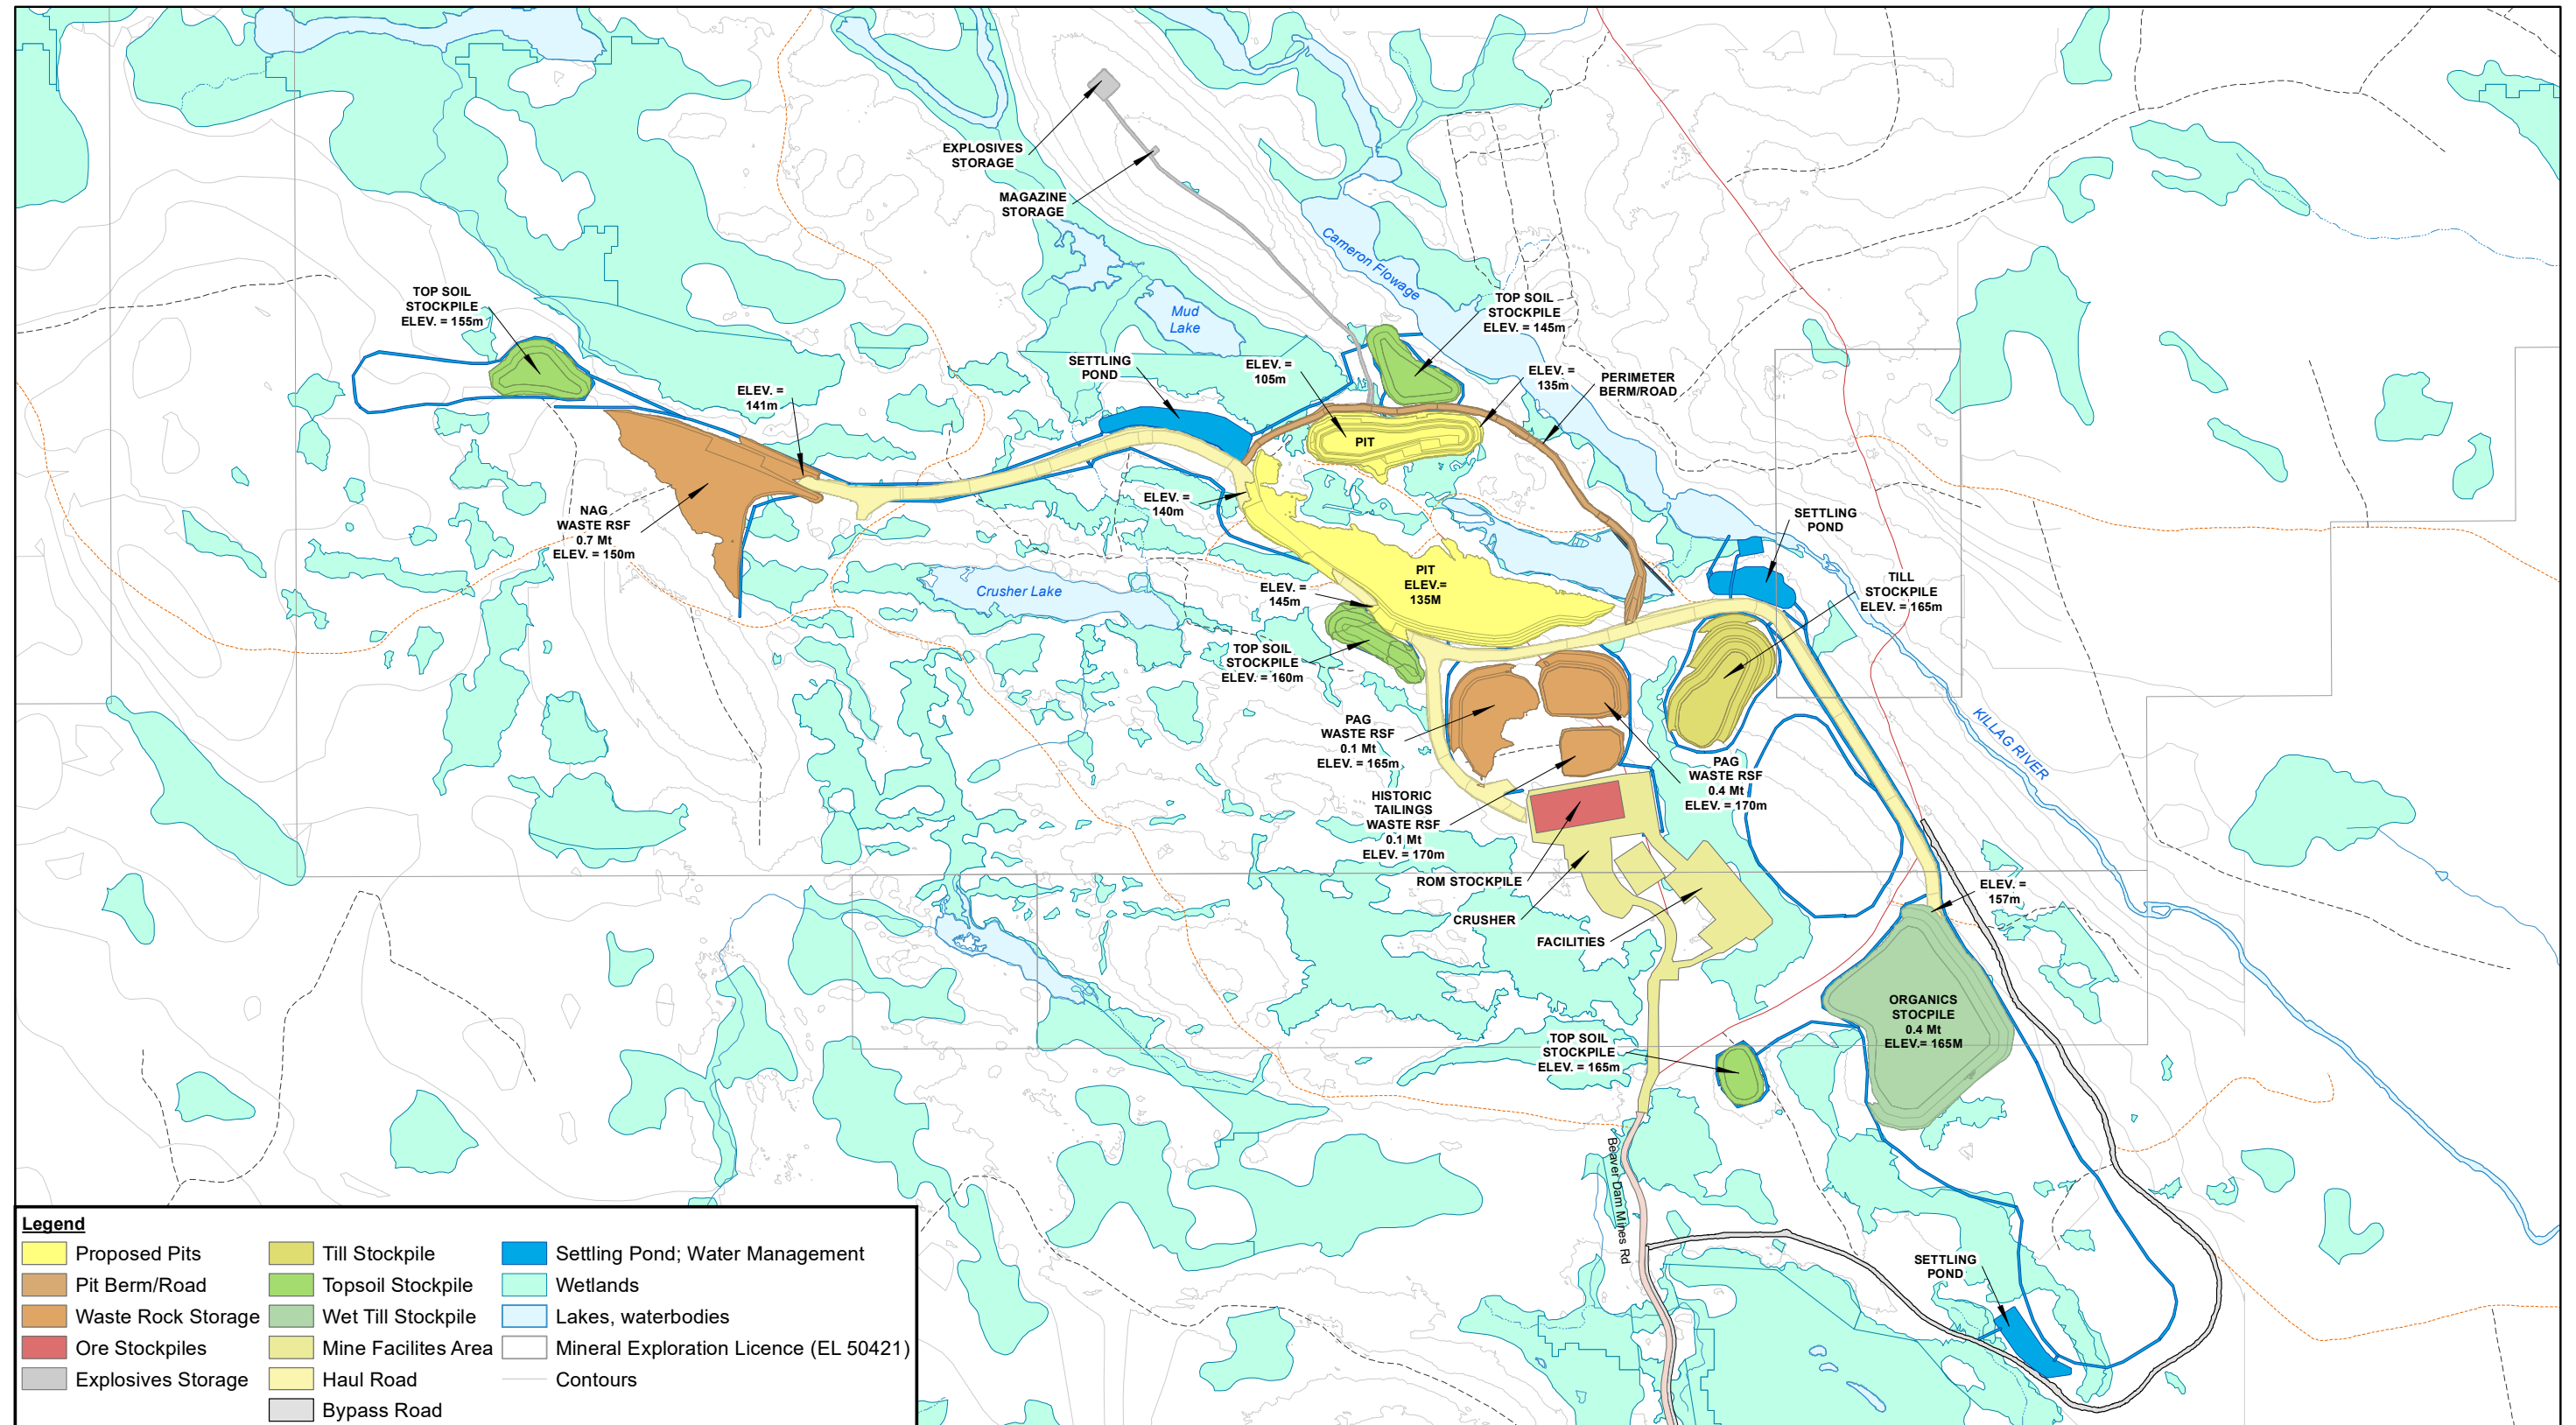 EXPLOSIVES
STORAGE
MAGAZINE
STORAGE
Cameron Flowage
TOP SOIL
STOCKPILE
ELEV. = 155m
Mud
Lake
TOP SOIL
STOCKPILE
ELEV. = 145m
SETTLING
POND
ELEV. =
105m
ELEV. =
135m
PERIMETER
BERM/ROAD
ELEV. =
141m
PIT
NAG
WASTE RSF
0.7 Mt
ELEV. = 150m
ELEV. =
140m
SETTLING
POND
PIT
ELEV.=
135M
TILL
STOCKPILE
ELEV. = 165m
Crusher Lake
ELEV. =
145m
TOP SOIL
STOCKPILE
ELEV. = 160m
KILLAG RIVER
PAG
WASTE RSF
0.1 Mt
ELEV. = 165m
PAG
WASTE RSF
0.4 Mt
ELEV. = 170m
HISTORIC
TAILINGS
WASTE RSF
0.1 Mt
ELEV. = 170m
ROM STOCKPILE
CRUSHER
FACILITIES
ELEV. =
157m
ORGANICS
STOCPILE
0.4 Mt
ELEV.= 165M
TOP SOIL
STOCKPILE
ELEV. = 165m
Beaver Dam Mines Rd
SETTLING
POND
Legend
Proposed Pits
Pit Berm/Road
Waste Rock Storage
Ore Stockpiles
Explosives Storage
Till Stockpile
Topsoil Stockpile
Wet Till Stockpile
Mine Facilites Area
Haul Road
Bypass Road
Settling Pond; Water Management
Wetlands
Lakes, waterbodies
Mineral Exploration Licence (EL 50421)
Contours